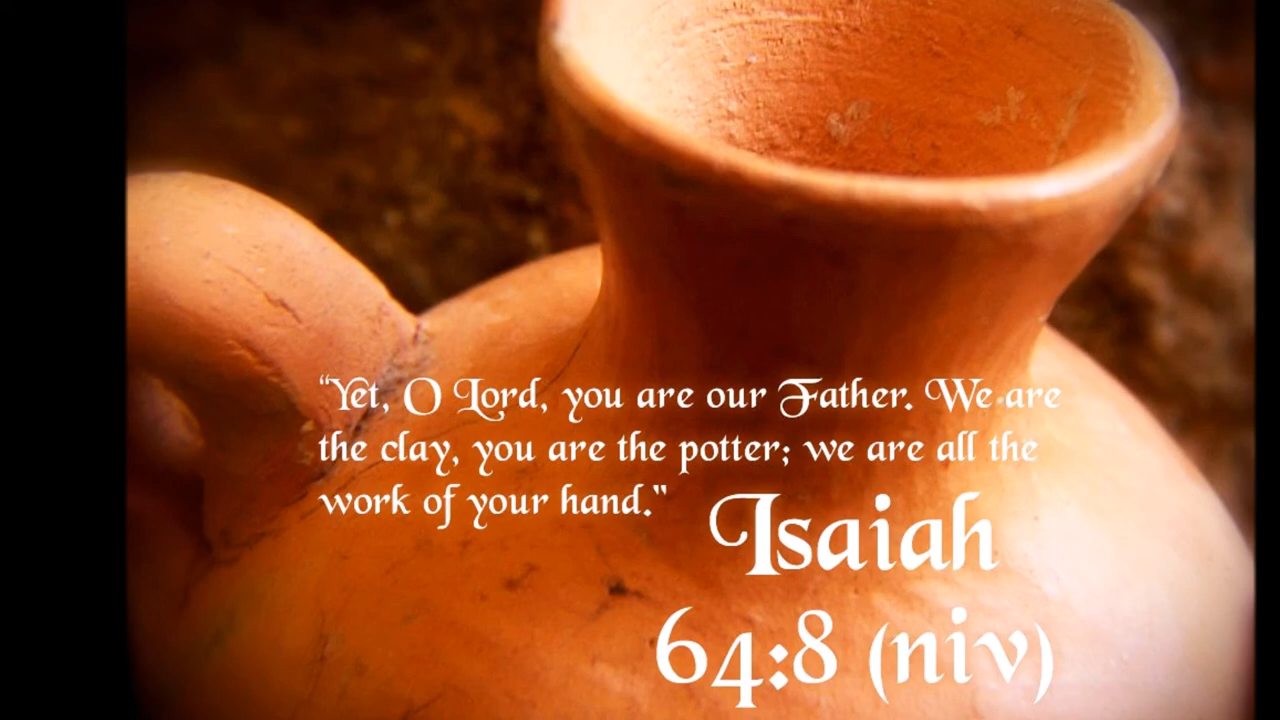 “Yet, O Lord, you are our Father. We are
the clay, you are the potter; we are all the
work of your hand.”
Isaiah
64:8 (niv)